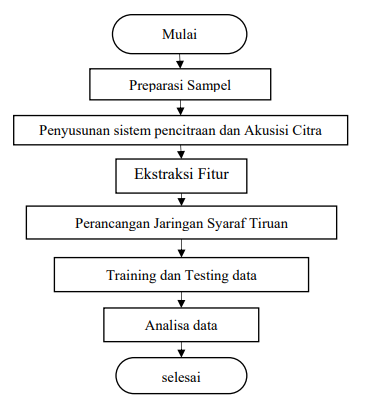 Mulai
Preparasi Sampel
Penyusunan sistem pencitraan dan Akusisi Citra
Ekstraksi Fitur
Perancangan Jaringan Syaraf Tiruan
Training dan Testing data
Analisa data
selesai